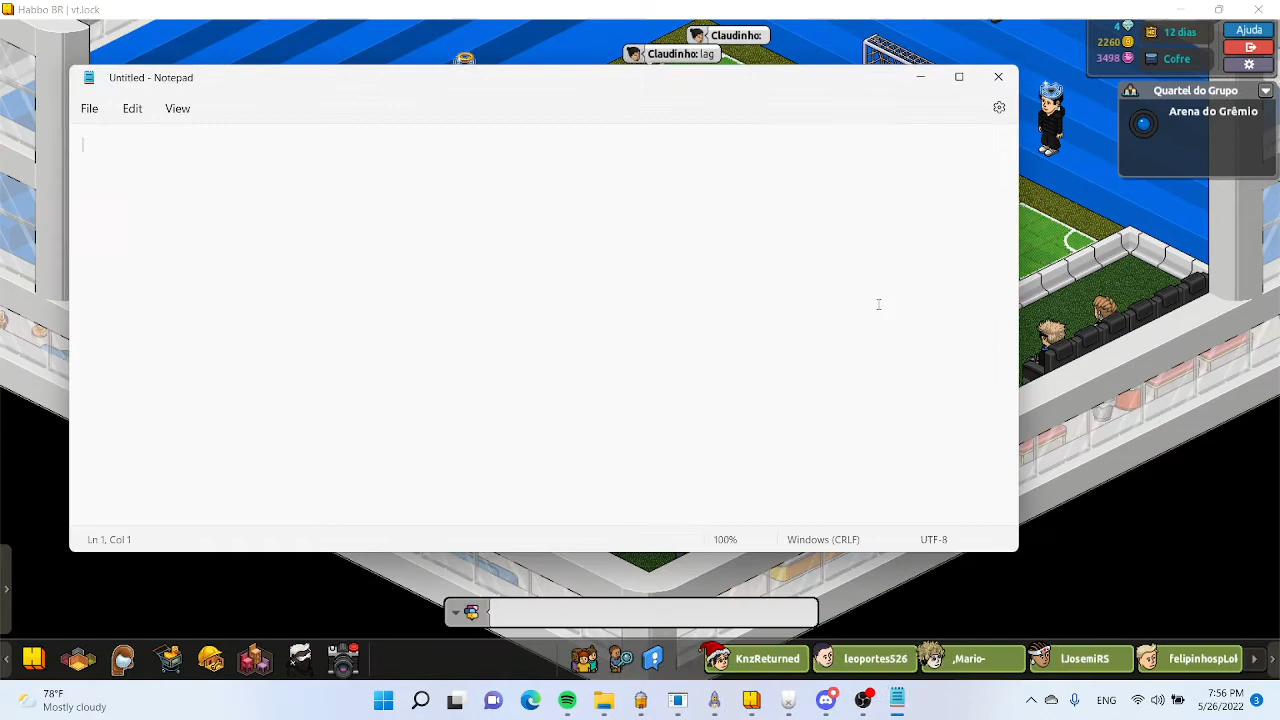 Habbo BR | vt.lock
Claudinho:
Claudinho: lag
4
12 dias
Ajuda
2260
3498
Cofre
Quartel do Grupo
Arena do Grêmio
Untitled - Notepad
File
Edit
View
Ln 1, Col 1
100%
Windows (CRLF)
UTF-8
KnzReturned
leoportes526
,Mario-
felipinhospLol
78°F
Mostly cloudy
ENG
7:56 PM
5/26/2022
3